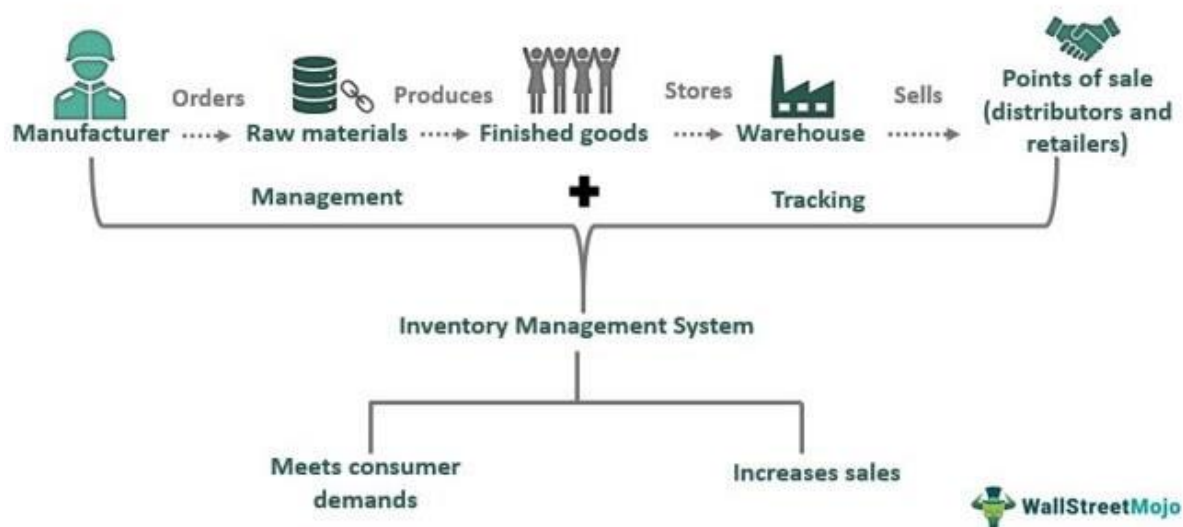 Orders
Produces
Stores
Sells
Manufacturer
Raw materials
Finished goods
Warehouse
Points of sale
(distributors and
retailers)
Management
Tracking
Inventory Management System
Meets consumer
demands
Increases sales
WallStreetMojo